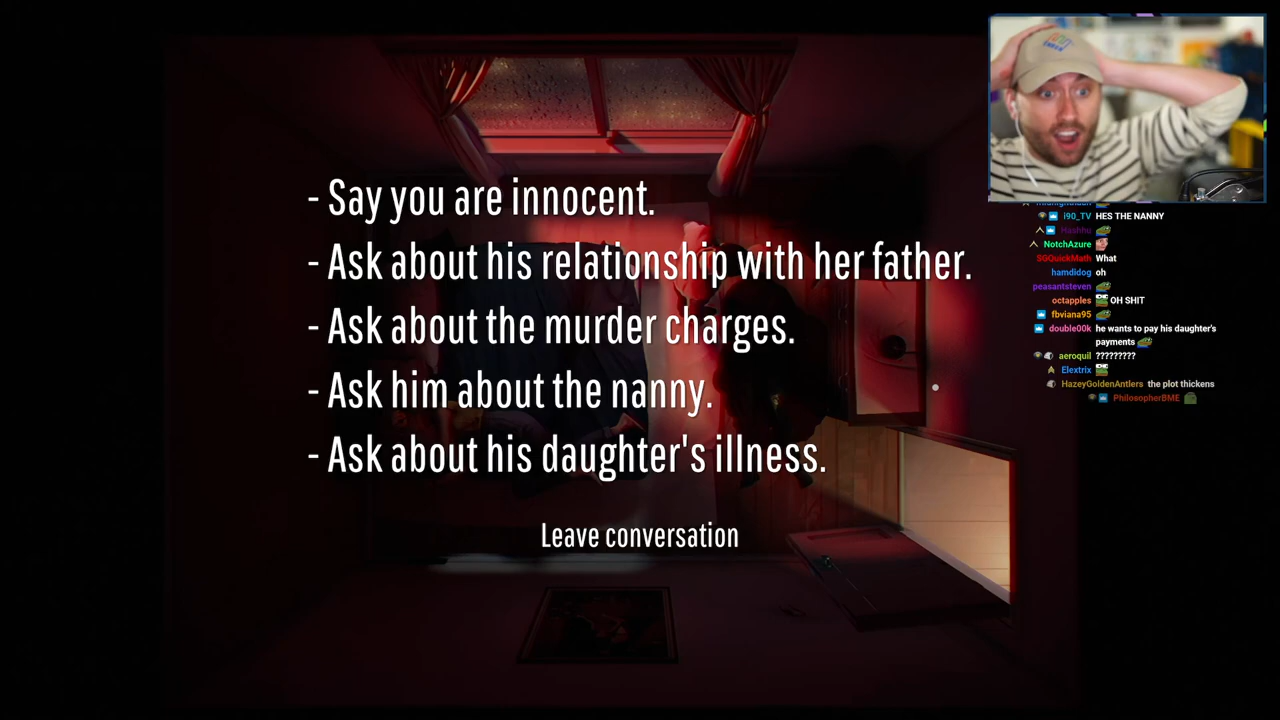 - Say you are innocent.
- Ask about his relationship with her father.
- Ask about the murder charges.
- Ask him about the nanny.
- Ask about his daughter's illness.
Leave conversation
i90_TV HES THE NANNY
Hashhu
NotchAzure
SGQuickMath What
hamdidog oh
peasantsteven
octapples OH SHIT
fbviana95
double00k he wants to pay his daughter's
payments
aeroquil ?????????
Elextrix
HazeyGoldenAntlers the plot thickens
PhilosopherBME